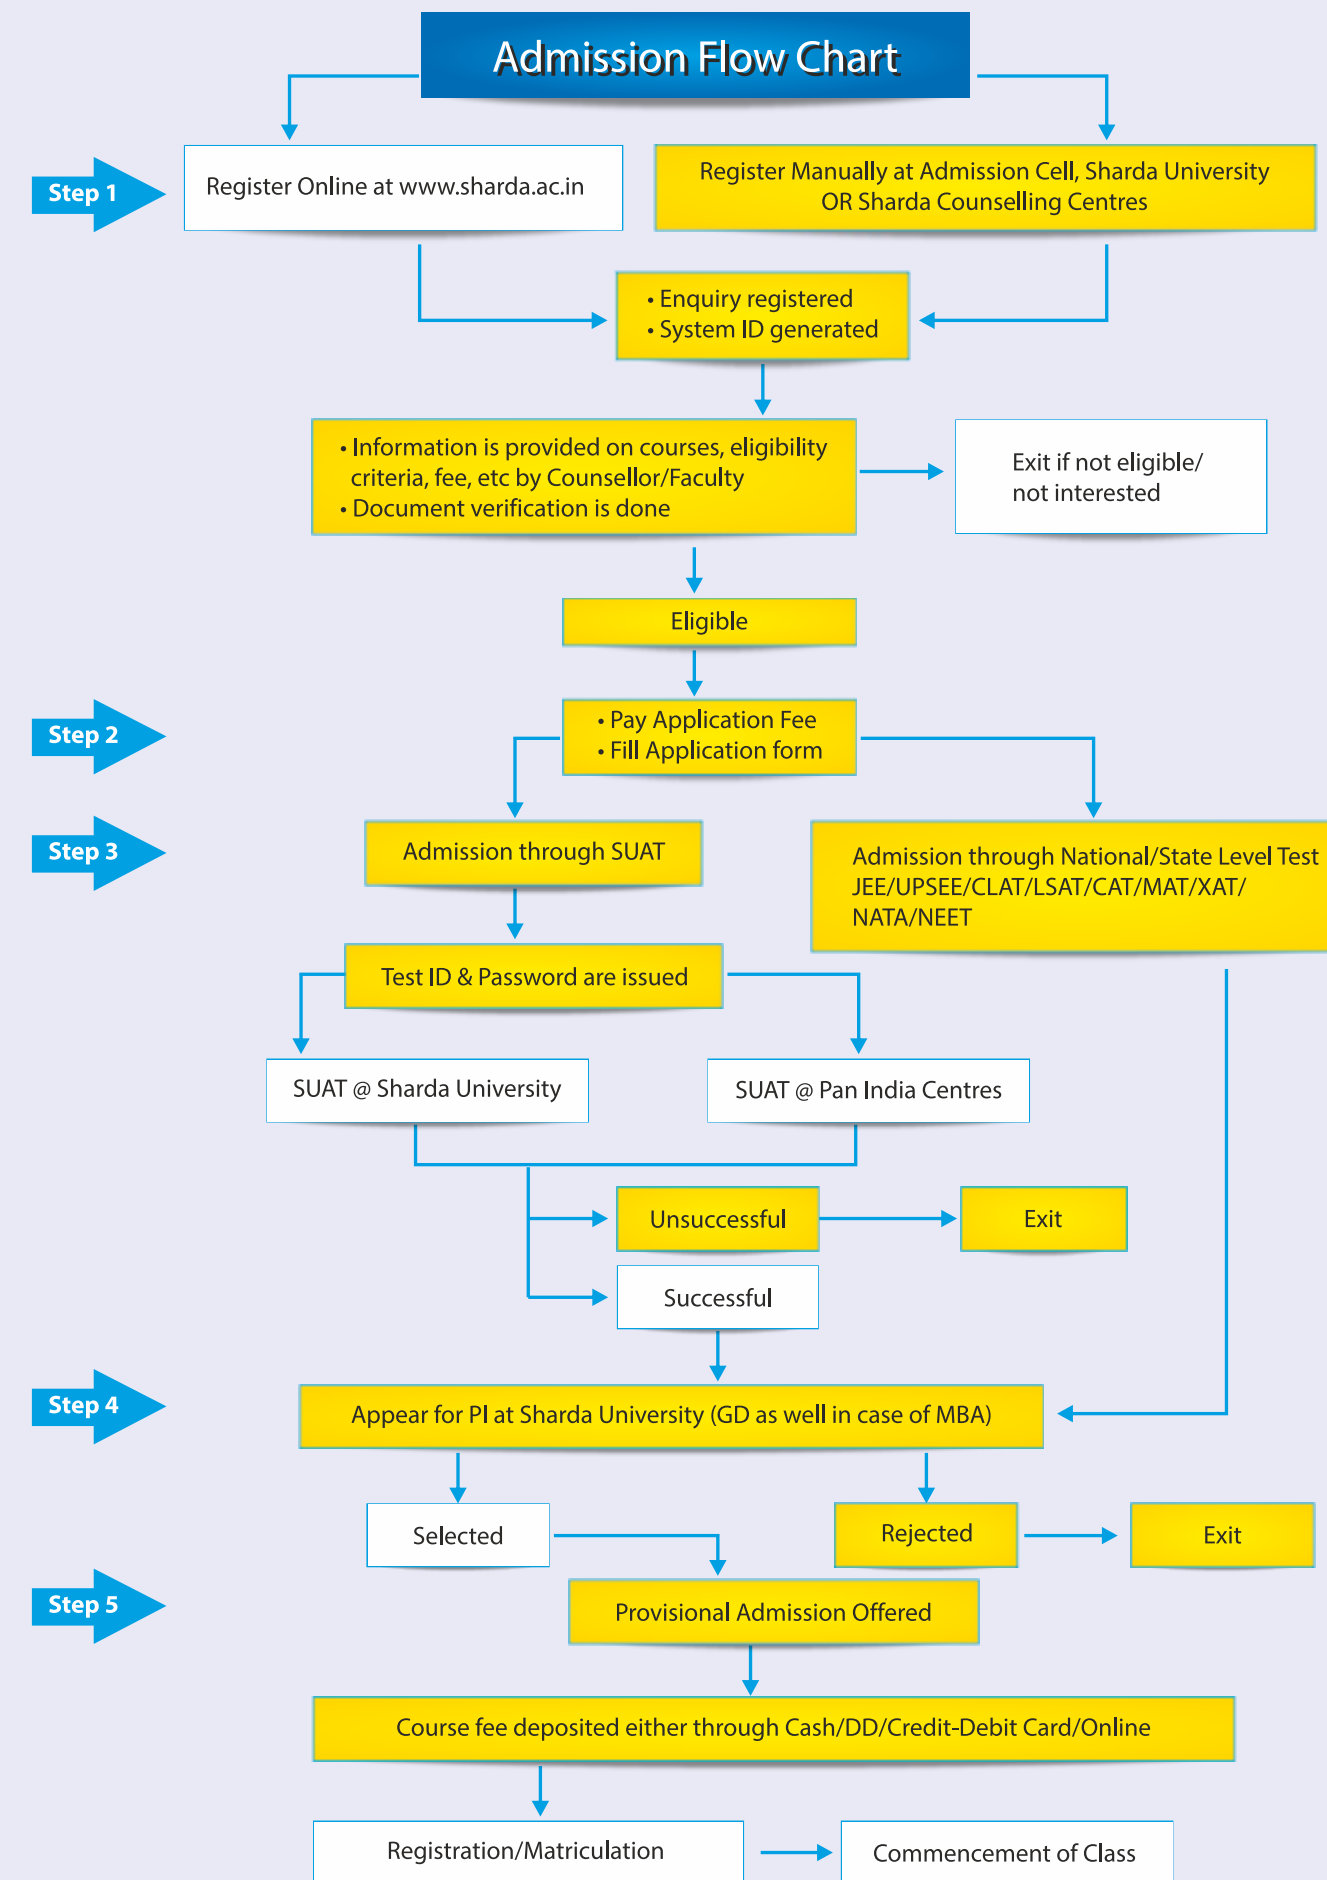 Admission Flow Chart
Step 1
Register Online at www.sharda.ac.in
Register Manually at Admission Cell, Sharda University
OR Sharda Counselling Centres
• Enquiry registered
• System ID generated
• Information is provided on courses, eligibility
criteria, fee, etc by Counsellor/Faculty
• Document verification is done
Exit if not eligible/
not interested
Eligible
Step 2
• Pay Application Fee
• Fill Application form
Step 3
Admission through SUAT
Admission through National/State Level Test
JEE/UPSEE/CLAT/LSAT/CAT/MAT/XAT/
NATA/NEET
Test ID & Password are issued
SUAT @ Sharda University
SUAT @ Pan India Centres
Unsuccessful
Exit
Successful
Step 4
Appear for PI at Sharda University (GD as well in case of MBA)
Selected
Rejected
Exit
Step 5
Provisional Admission Offered
Course fee deposited either through Cash/DD/Credit-Debit Card/Online
Registration/Matriculation
Commencement of Class